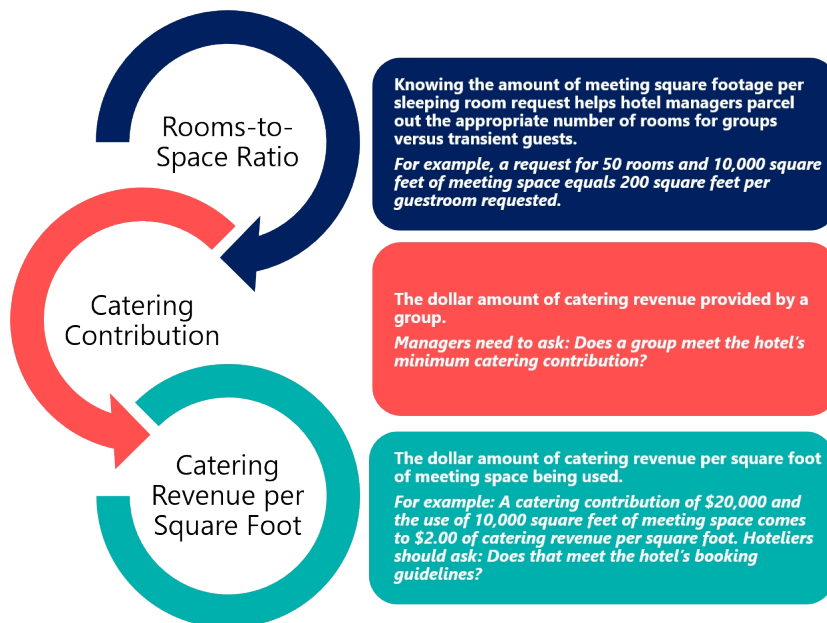 Rooms-to-
Space Ratio
Knowing the amount of meeting square footage per
sleeping room request helps hotel managers parcel
out the appropriate number of rooms for groups
versus transient guests.
For example, a request for 50 rooms and 10,000 square
feet of meeting space equals 200 square feet per
guestroom requested.
Catering
Contribution
The dollar amount of catering revenue provided by a
group.
Managers need to ask: Does a group meet the hotel's
minimum catering contribution?
Catering
Revenue per
Square Foot
The dollar amount of catering revenue per square foot
of meeting space being used.
For example: A catering contribution of $20,000 and
the use of 10,000 square feet of meeting space comes
to $2.00 of catering revenue per square foot. Hoteliers
should ask: Does that meet the hotel's booking
guidelines?